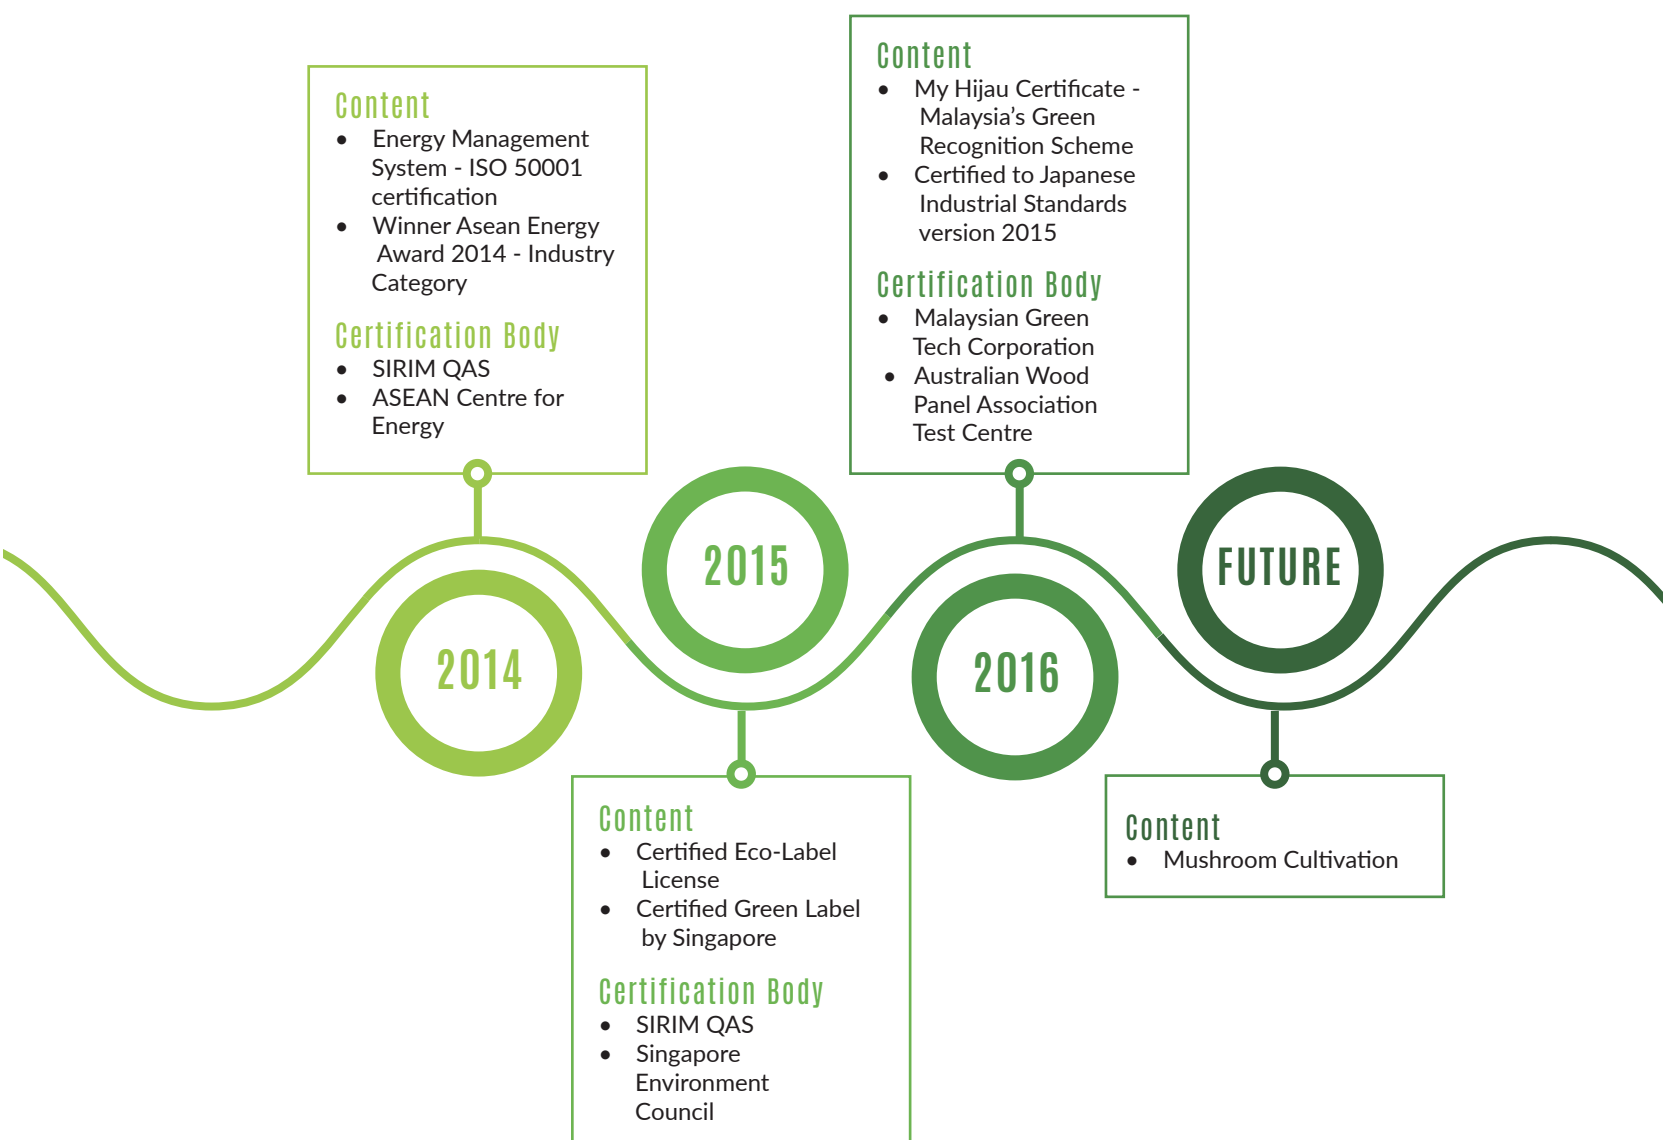 Content
• Energy Management
System - ISO 50001
certification
• Winner Asean Energy
Award 2014 - Industry
Category
Certification Body
• SIRIM QAS
• ASEAN Centre for
Energy
2014
2015
Content
• Certified Eco-Label
License
• Certified Green Label
by Singapore
Certification Body
• SIRIM QAS
• Singapore
Environment
Council
Content
• My Hijau Certificate -
Malaysia’s Green
Recognition Scheme
• Certified to Japanese
Industrial Standards
version 2015
Certification Body
• Malaysian Green
Tech Corporation
• Australian Wood
Panel Association
Test Centre
2016
FUTURE
Content
• Mushroom Cultivation